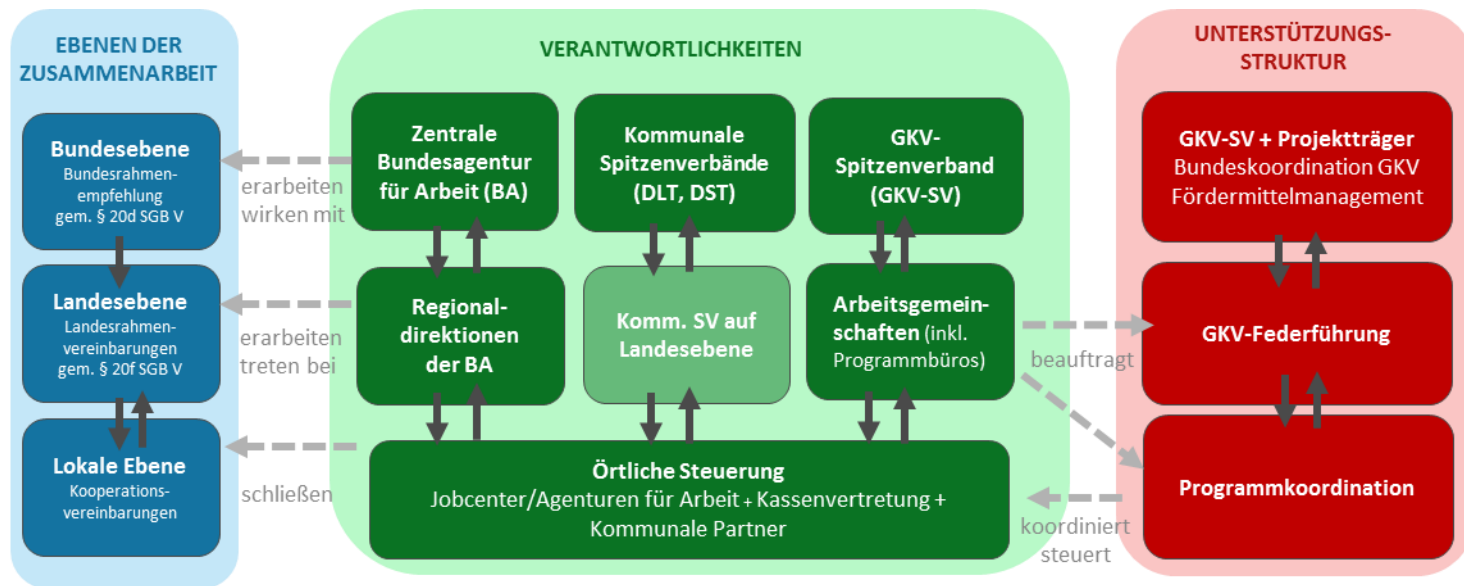 EBENEN DER
ZUSAMMENARBEIT
Bundesebene
Bundesrahmen-
empfehlung
gem. § 20d SGB V
Landesebene
Landesrahmen-
vereinbarungen
gem. § 20f SGB V
Lokale Ebene
Kooperations-
vereinbarungen
erarbeiten
wirken mit
erarbeiten
treten bei
schließen
VERANTWORTLICHKEITEN
Zentrale
Bundesagentur
für Arbeit (BA)
Kommunale
Spitzenverbände
(DLT, DST)
GKV-
Spitzenverband
(GKV-SV)
Regional-
direktionen
der BA
Komm. SV auf
Landesebene
Arbeitsgemein-
schaften (inkl.
Programmbüros)
Örtliche Steuerung
Jobcenter/Agenturen für Arbeit + Kassenvertretung +
Kommunale Partner
beauftragt
koordiniert
steuert
UNTERSTÜTZUNGS-
STRUKTUR
GKV-SV + Projektträger
Bundeskoordination GKV
Fördermittelmanagement
GKV-Federführung
Programmkoordination